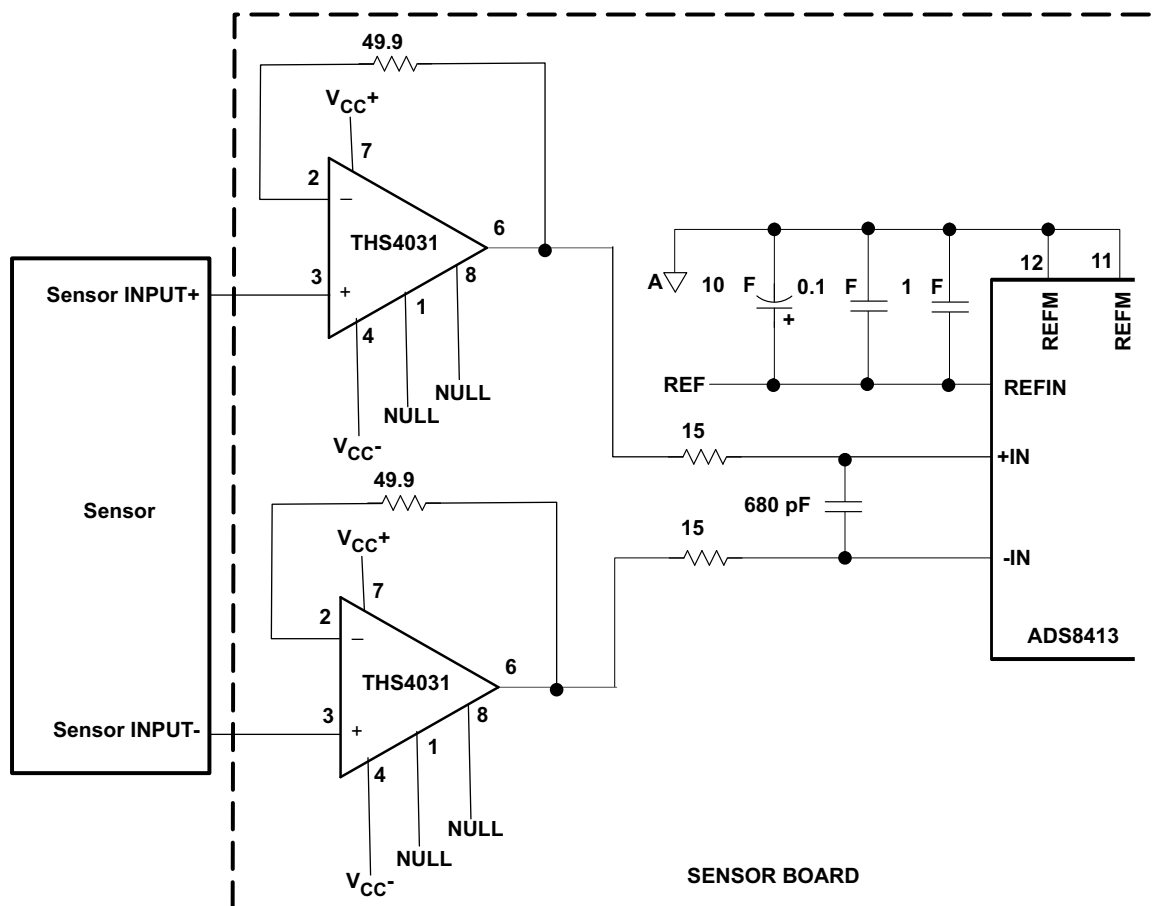 49.9
VCC+
7
2
–
THS4031
6
3
+
8
1
4
NULL
NULL
VCC-
Sensor INPUT+
Sensor
Sensor INPUT-
49.9
VCC+
7
2
–
THS4031
6
3
+
8
1
4
NULL
NULL
VCC-
A
10 F
+
0.1 F
1 F
12
11
REFM
REFM
REF
REFIN
15
+IN
680 pF
15
-IN
ADS8413
SENSOR BOARD